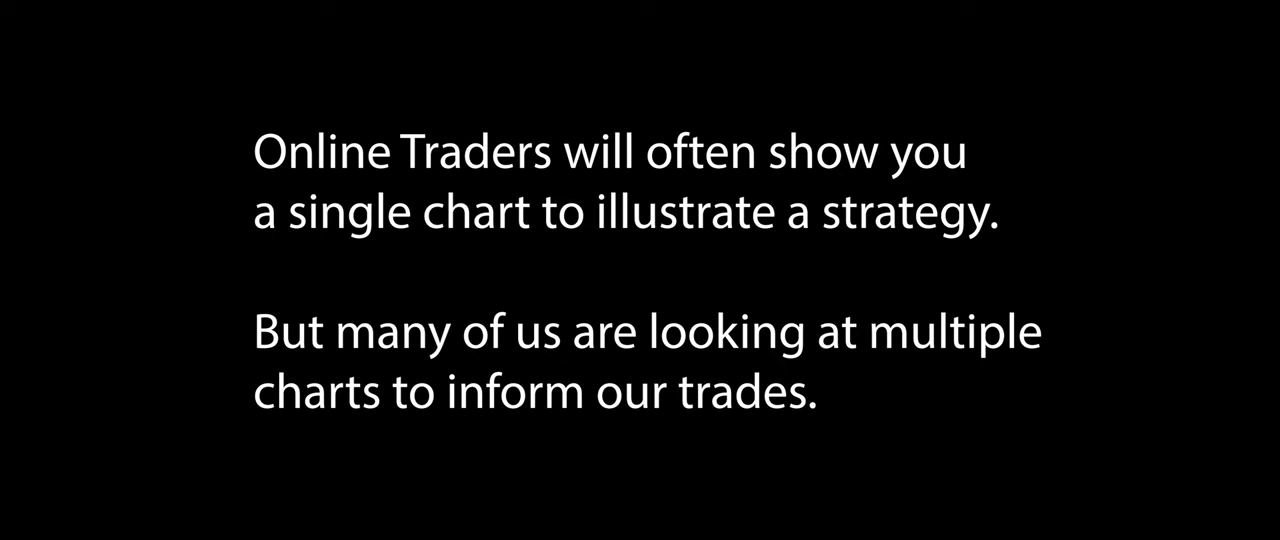 Online Traders will often show you
a single chart to illustrate a strategy.
But many of us are looking at multiple
charts to inform our trades.